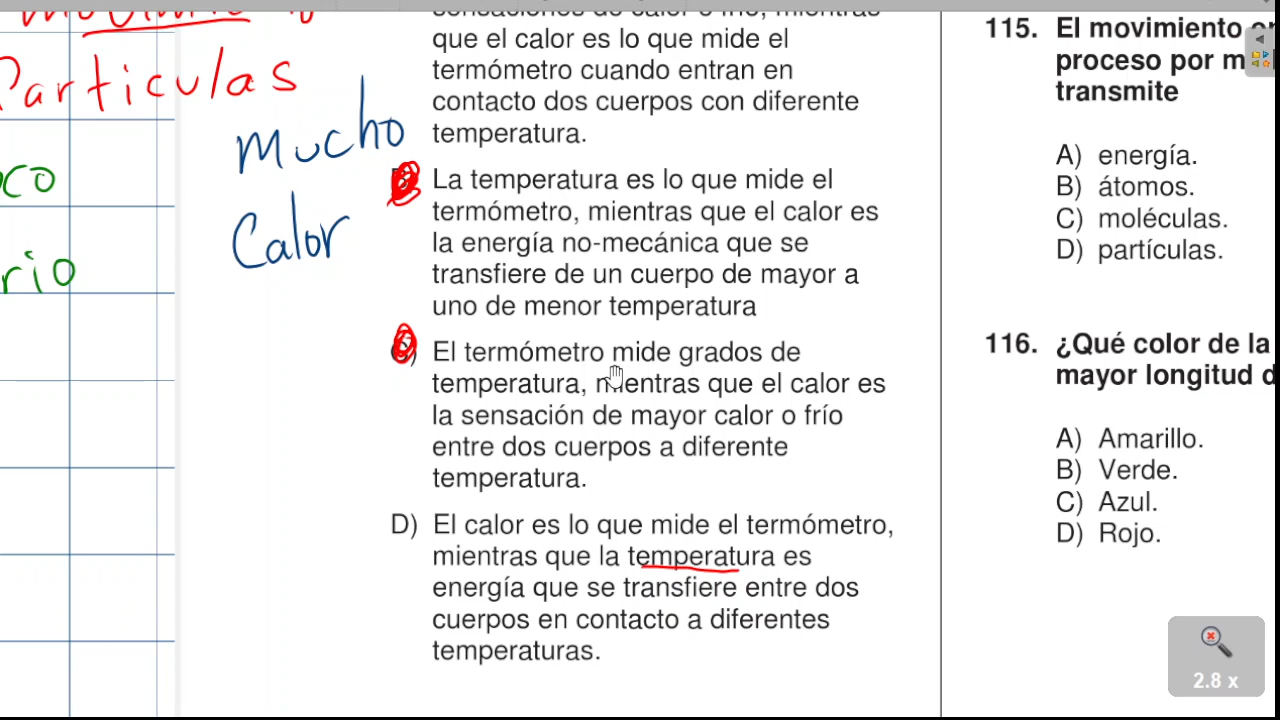 Particulas
Mucho
Calor
rio
que el calor es lo que mide el
termómetro cuando entran en
contacto dos cuerpos con diferente
temperatura.
La temperatura es lo que mide el
termómetro, mientras que el calor es
la energía no-mecánica que se
transfiere de un cuerpo de mayor a
uno de menor temperatura
El termómetro mide grados de
temperatura, mientras que el calor es
la sensación de mayor calor o frío
entre dos cuerpos a diferente
temperatura.
D) El calor es lo que mide el termómetro,
mientras que la temperatura es
energía que se transfiere entre dos
cuerpos en contacto a diferentes
temperaturas.
115. El movimiento
proceso por
transmite
A) energía.
B) átomos.
C) moléculas.
D) partículas.
116. ¿Qué color de la
mayor longitud
A) Amarillo.
B) Verde.
C) Azul.
D) Rojo.
2.8 x